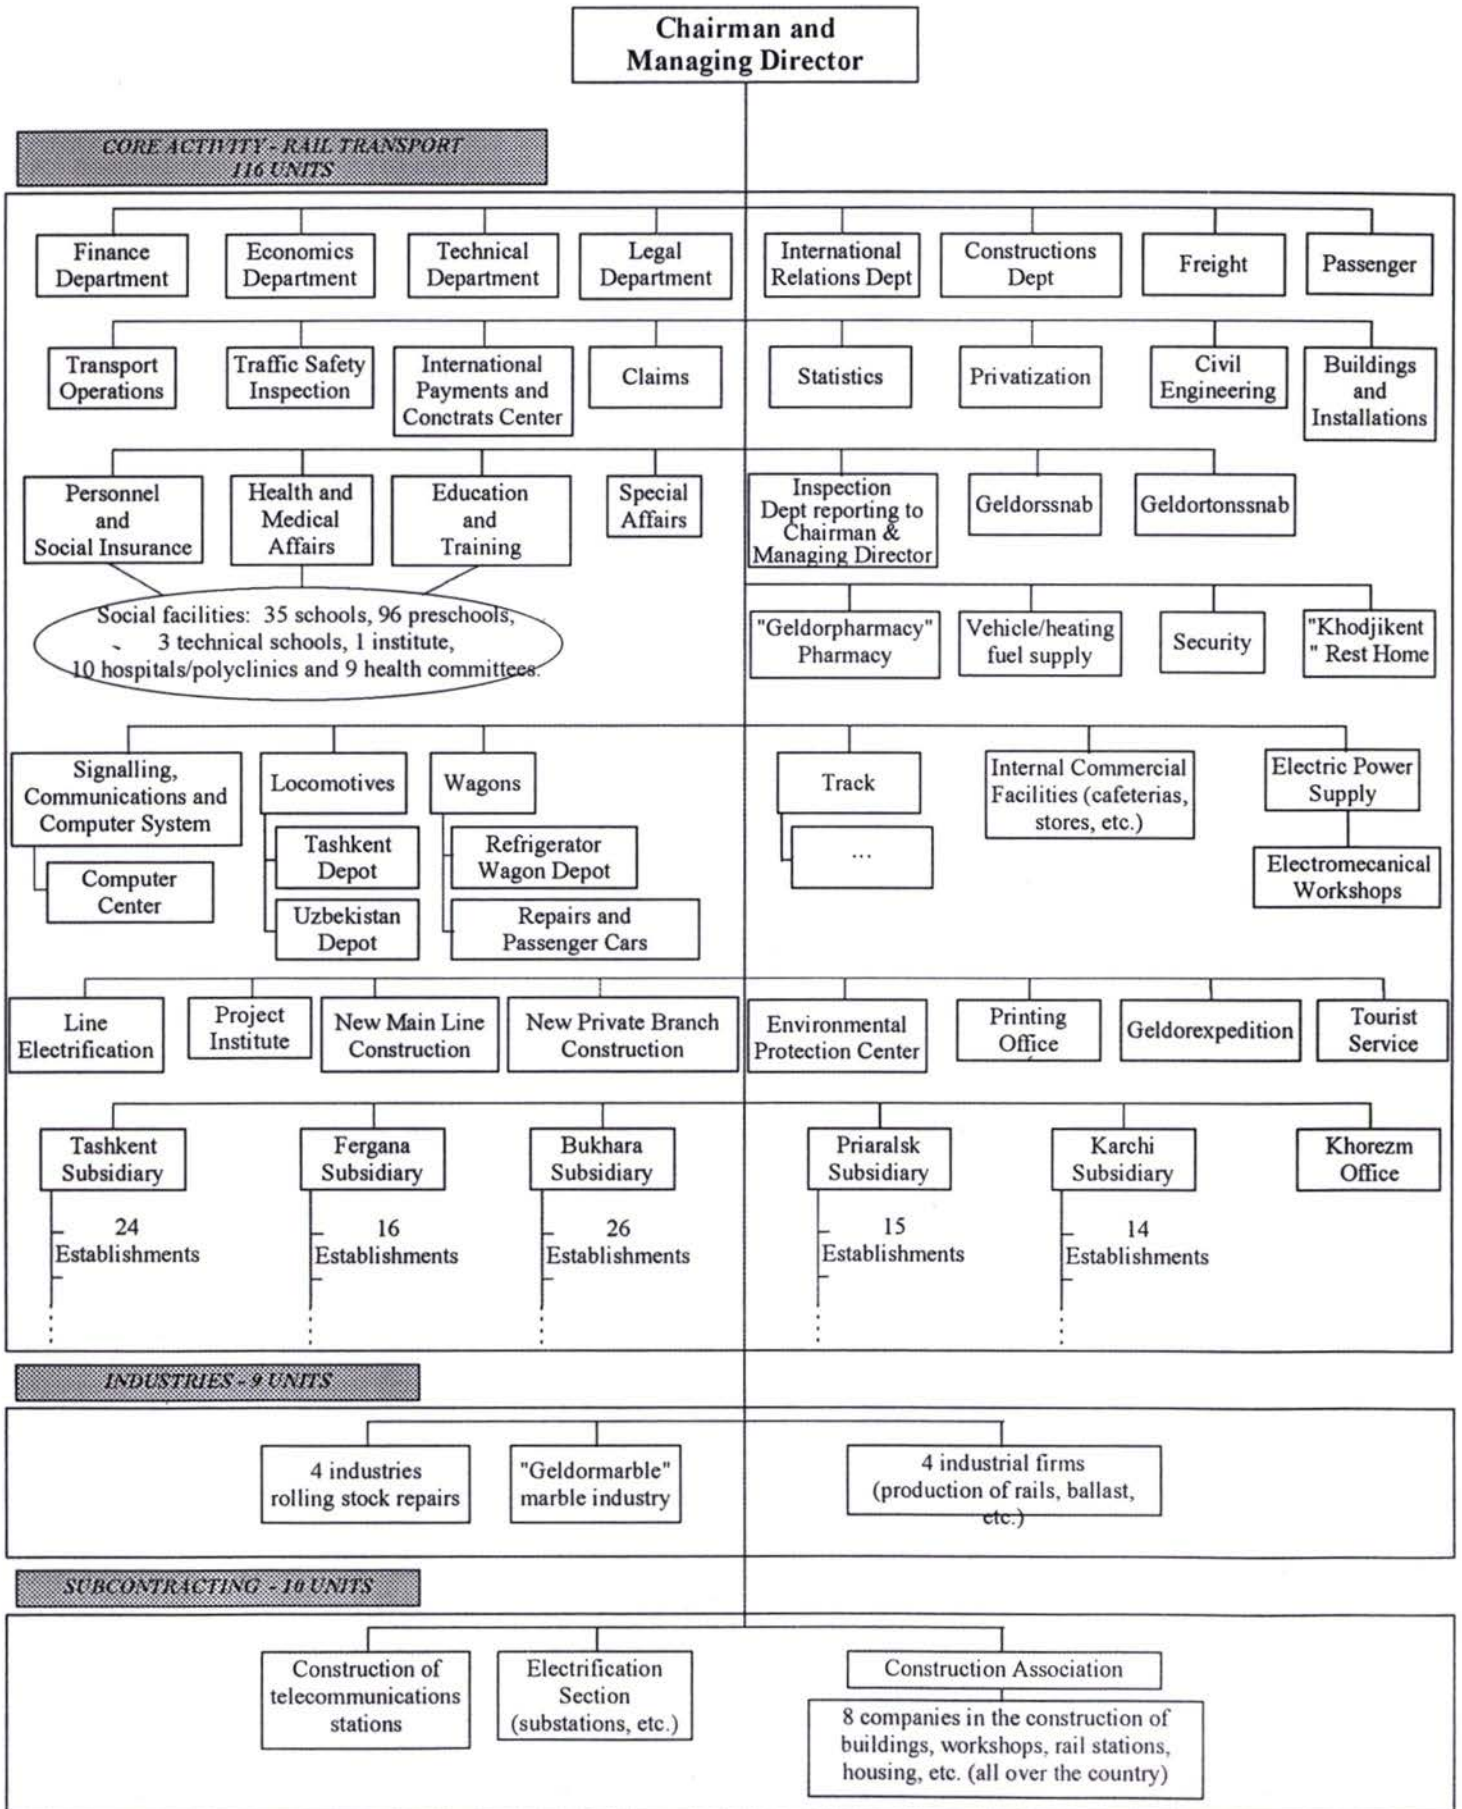 Chairman and
Managing Director
CORE ACTIVITY - RAIL TRANSPORT
116 UNITS
Finance
Department
Economics
Department
Technical
Department
Legal
Department
International
Relations Dept
Constructions
Dept
Freight
Passenger
Transport
Operations
Traffic Safety
Inspection
International
Payments and
Conctrats Center
Claims
Statistics
Privatization
Civil
Engineering
Buildings
and
Installations
Personnel
and
Social Insurance
Health and
Medical
Affairs
Education
and
Training
Special
Affairs
Inspection
Dept reporting to
Chairman &
Managing Director
Geldorssnab
Geldortonssnab
Social facilities: 35 schools, 96 preschools,
3 technical schools, 1 institute,
10 hospitals/polyclinics and 9 health committees.
"Geldorpharmacy"
Pharmacy
Vehicle/heating
fuel supply
Security
"Khodjikent
" Rest Home
Signalling,
Communications and
Computer System
Computer
Center
Locomotives
Tashkent
Depot
Uzbekistan
Depot
Wagons
Refrigerator
Wagon Depot
Repairs and
Passenger Cars
Track
...
Internal Commercial
Facilities (cafeterias,
stores, etc.)
Electric Power
Supply
Electromecanical
Workshops
Line
Electrification
Project
Institute
New Main Line
Construction
New Private Branch
Construction
Environmental
Protection Center
Printing
Office
Geldorexpedition
Tourist
Service
Tashkent
Subsidiary
24
Establishments
Fergana
Subsidiary
16
Establishments
Bukhara
Subsidiary
26
Establishments
Priaralsk
Subsidiary
15
Establishments
Karchi
Subsidiary
14
Establishments
Khorezm
Office
INDUSTRIES - 9 UNITS
4 industries
rolling stock repairs
"Geldormarble"
marble industry
4 industrial firms
(production of rails, ballast,
etc.)
SUBCONTRACTING - 10 UNITS
Construction of
telecommunications
stations
Electrification
Section
(substations, etc.)
Construction Association
8 companies in the construction of
buildings, workshops, rail stations,
housing, etc. (all over the country)